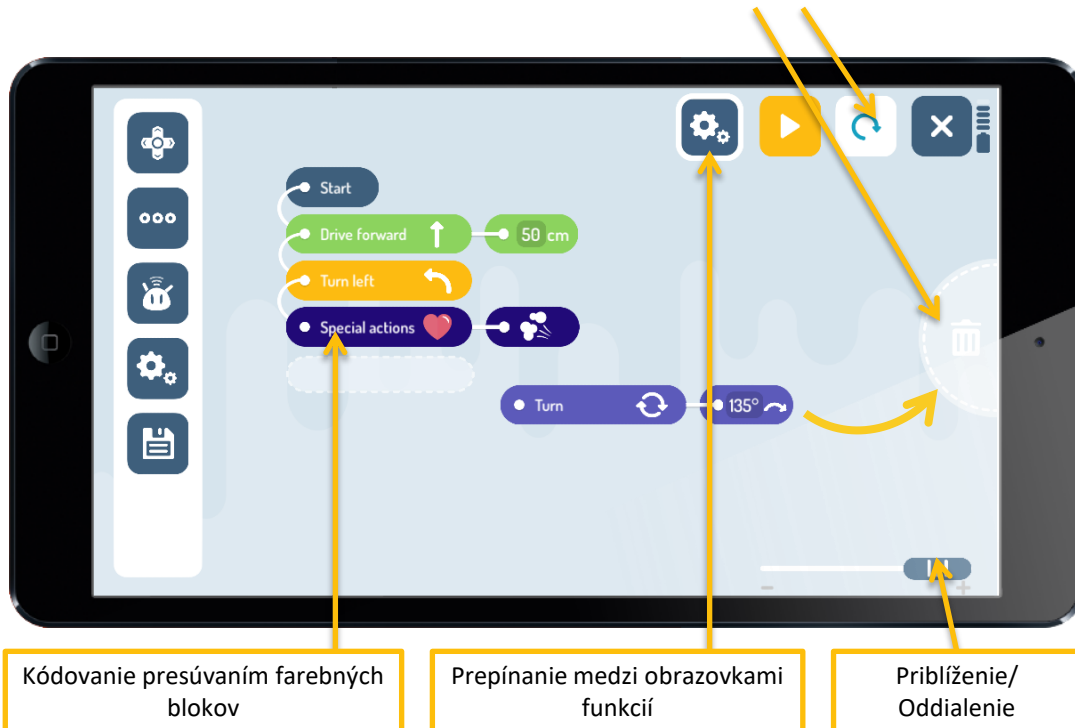 Start
Drive forward 50 cm
Turn left
Special actions
Turn 135°
- +
Kódovanie presúvaním farebných
blokov
Prepínanie medzi obrazovkami
funkcií
Priblíženie/
Oddialenie